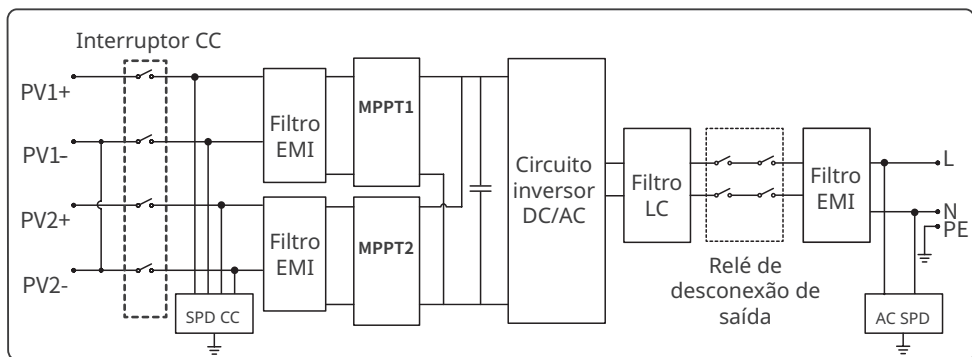 Interruptor CC
PV1+
PV1-
PV2+
PV2-
SPD CC
Filtro
EMI
Filtro
EMI
MPPT1
MPPT2
Circuito
inversor
DC/AC
Filtro
LC
Relé de
desconexão de
saída
Filtro
EMI
L
N
PE
AC SPD